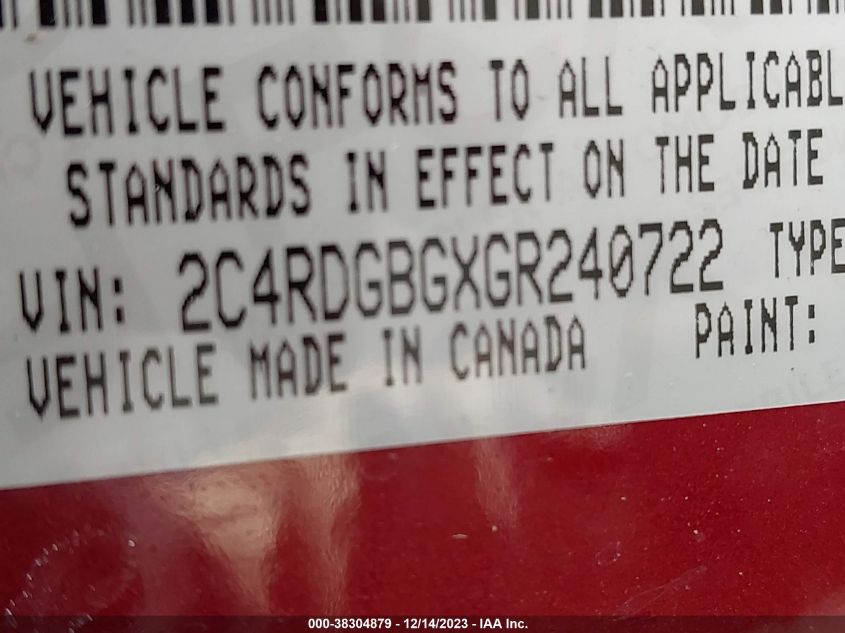 VEHICLE CONFORMS TO ALL APPLICABL
STANDARDS IN EFFECT ON THE DATE
VIN: 2C4RDGBGXGR240722 TYPE
VEHICLE MADE IN CANADA PAINT:
000-38304879 - 12/14/2023 - IAA Inc.